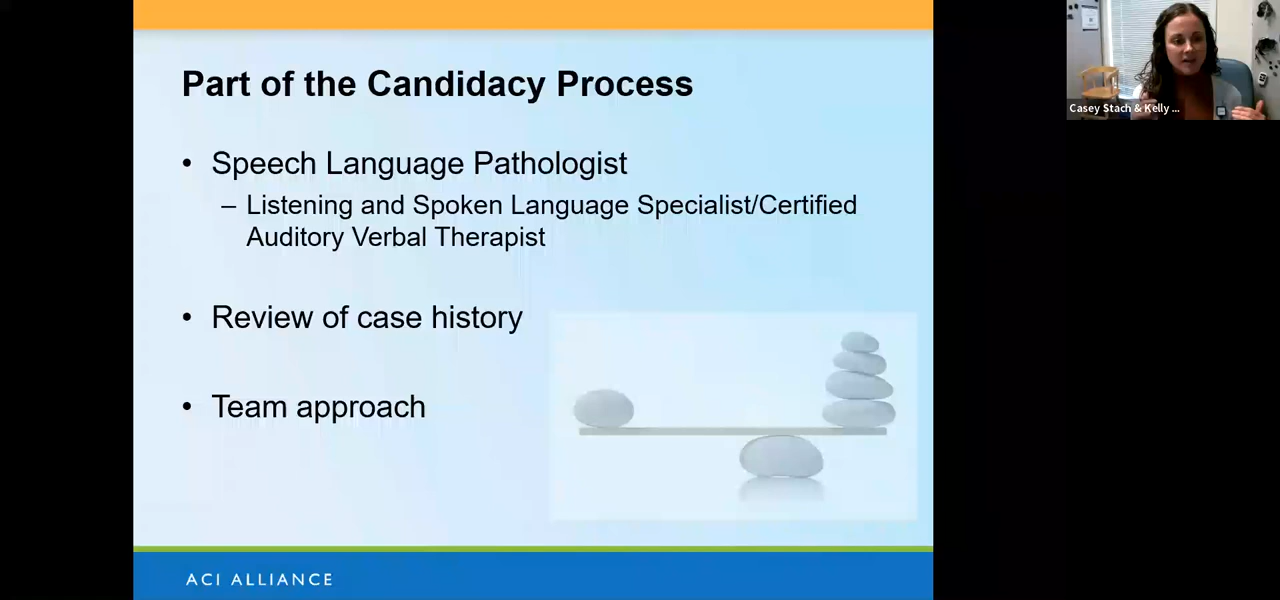 Part of the Candidacy Process
• Speech Language Pathologist
– Listening and Spoken Language Specialist/Certified
Auditory Verbal Therapist
• Review of case history
• Team approach
ACI ALLIANCE
Casey Stach & Kelly ...